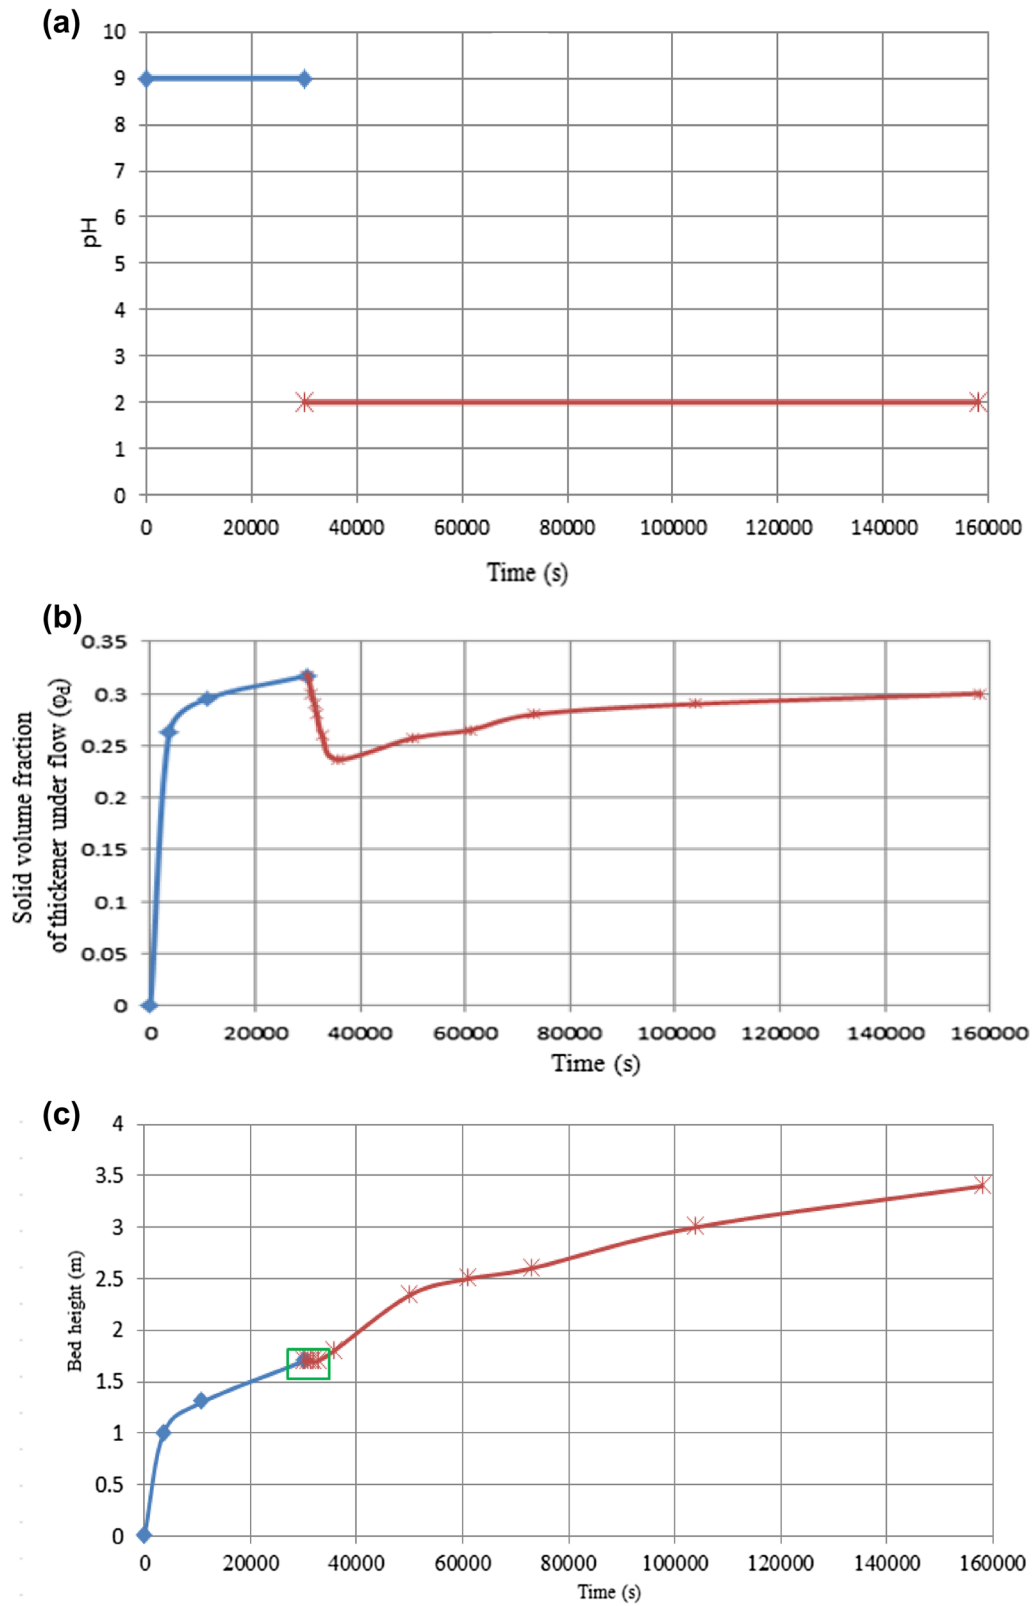 (a)
10
9
8
7
6
5
4
3
2
1
0
pH
0 20000 40000 60000 80000 100000 120000 140000 160000
Time (s)
(b)
0.35
0.3
0.25
0.2
0.15
0.1
0.05
0
Solid volume fraction
of thickener under flow (φd)
0 20000 40000 60000 80000 100000 120000 140000 160000
Time (s)
(c)
4
3.5
3
2.5
2
1.5
1
0.5
0
Bed height (m)
0 20000 40000 60000 80000 100000 120000 140000 160000
Time (s)